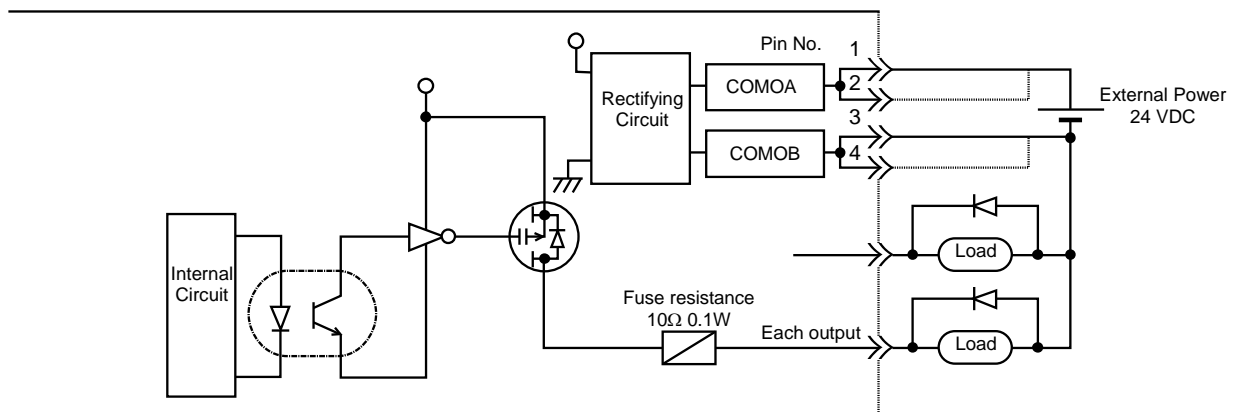 Pin No.
1
2
3
4
Rectifying
Circuit
COMOA
COMOB
External Power
24 VDC
Internal
Circuit
Load
Fuse resistance
10Ω 0.1W
Each output
Load